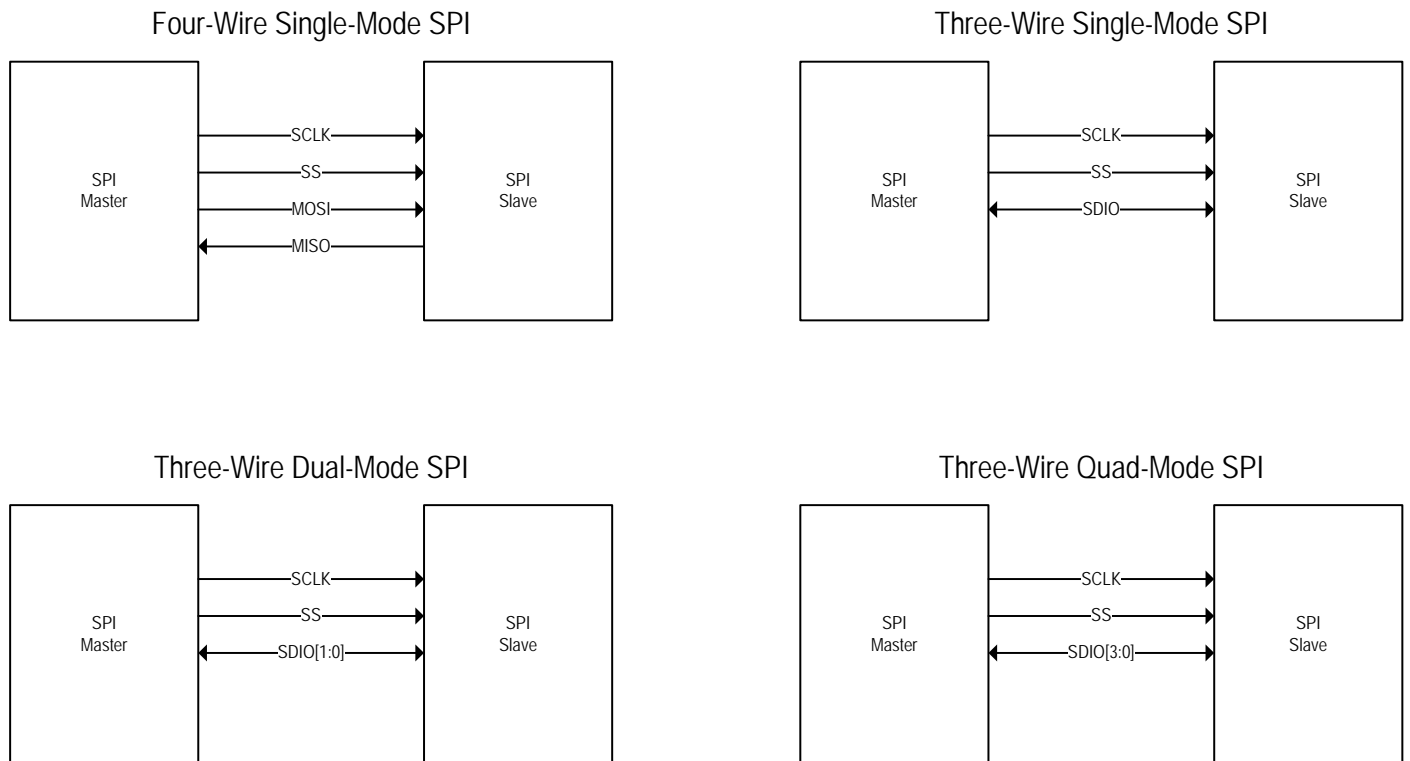 Four-Wire Single-Mode SPI
SPI
Master
SCLK
SS
MOSI
MISO
SPI
Slave
Three-Wire Single-Mode SPI
SPI
Master
SCLK
SS
SDIO
SPI
Slave
Three-Wire Dual-Mode SPI
SPI
Master
SCLK
SS
SDIO[1:0]
SPI
Slave
Three-Wire Quad-Mode SPI
SPI
Master
SCLK
SS
SDIO[3:0]
SPI
Slave